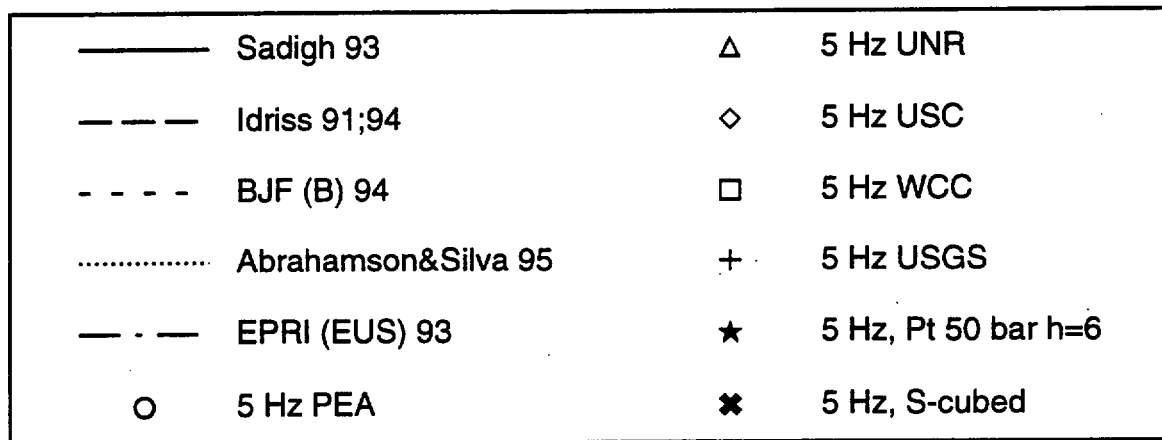 Sadigh 93
Idriss 91;94
BJF (B) 94
Abrahamson&Silva 95
EPRI (EUS) 93
5 Hz PEA
5 Hz UNR
5 Hz USC
5 Hz WCC
5 Hz USGS
5 Hz, Pt 50 bar h=6
5 Hz, S-cubed